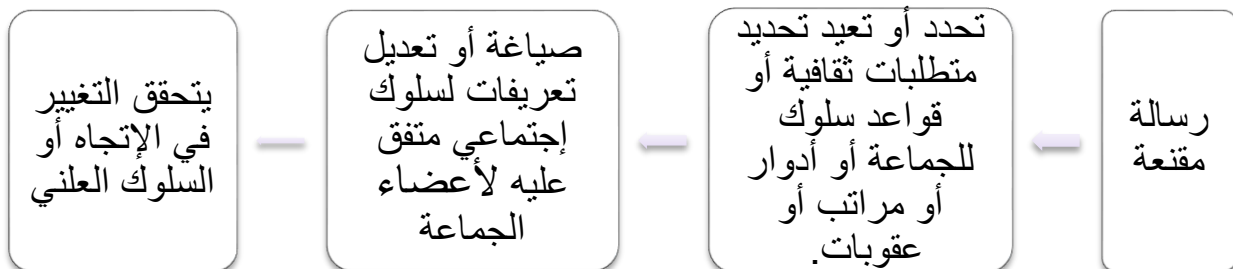 رسالة
مقنعة
تحدد أو تعيد تحديد
متطلبات ثقافية أو
قواعد سلوك
للجماعة أو أدوار
أو مراتب أو
عقوبات.
صياغة أو تعديل
تعريفات لسلوك
إجتماعي متفق
عليه لأعضاء
الجماعة
يتحقق التغيير
في الإتجاه أو
السلوك العلني